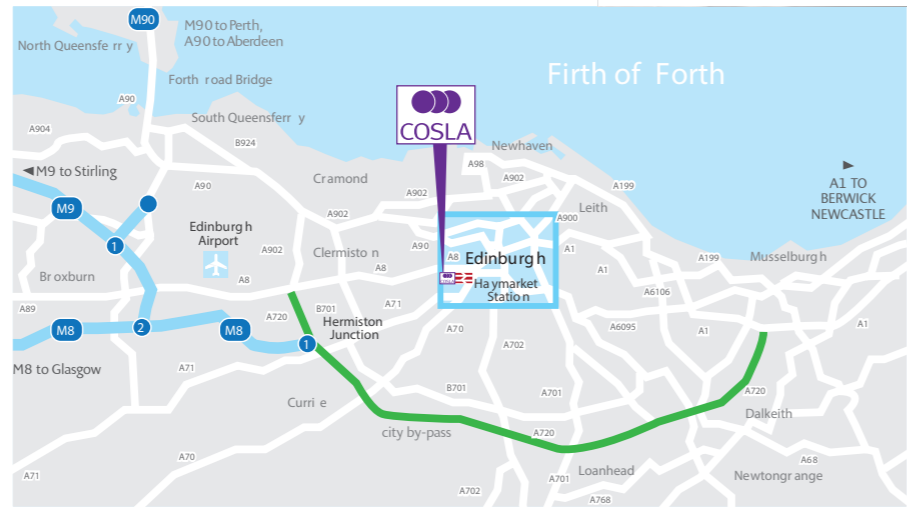 M90
M90 to Perth,
A90 to Aberdeen
North Queensferry
Firth of Forth
Forth road Bridge
A90
COSLA
South Queensferry
A904
B924
Newhaven
M9 to Stirling
A98
A902
A90
Cramond
A902
A199
A1 TO
BERWICK
NEWCASTLE
M9
Leith
A902
A900
Edinburgh
Airport
1
A902
Clermiston
A90
A8
Edinburgh
A1
A199
Musselburgh
Broxburn
A8
A8
COSLA
Haymarket
Station
A1
A6106
A89
A720
B701
A71
M8
2
M8
Hermiston
Junction
A70
A6095
A1
A1
1
A702
M8 to Glasgow
A71
B701
A701
A720
Currie
Dalkeith
city by-pass
A720
A70
A68
A71
Loanhead
Newtongrange
A702
A701
A768